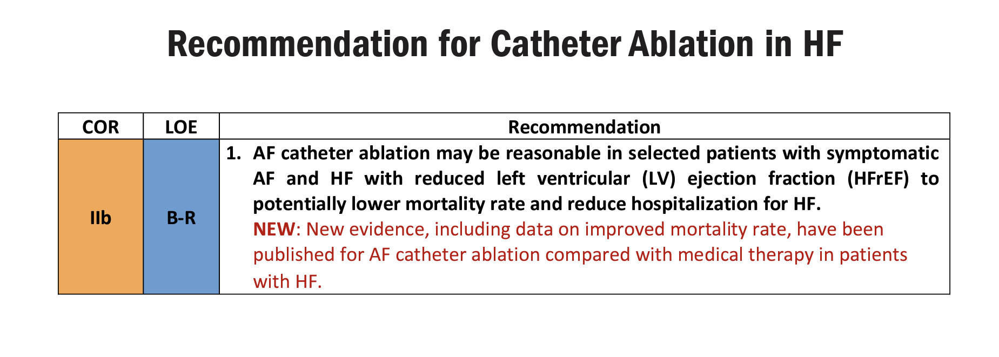 Recommendation for Catheter Ablation in HF
COR LOE Recommendation
IIb B-R
1. AF catheter ablation may be reasonable in selected patients with symptomatic
AF and HF with reduced left ventricular (LV) ejection fraction (HFrEF) to
potentially lower mortality rate and reduce hospitalization for HF.
NEW: New evidence, including data on improved mortality rate, have been
published for AF catheter ablation compared with medical therapy in patients
with HF.